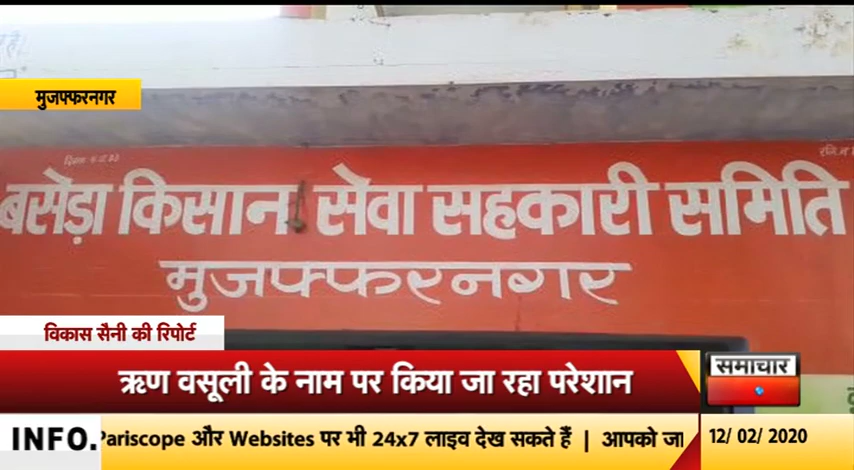 मुजफ्फरनगर
बसेड़ा किसान सेवा सहकारी समिति
मुजफ्फरनगर
विकास सैनी की रिपोर्ट
ऋण वसूली के नाम पर किया जा रहा परेशान
समाचार
INFO. Pariscope और Websites पर भी 24x7 लाइव देख सकते हैं | आपको जा
12/ 02/ 2020